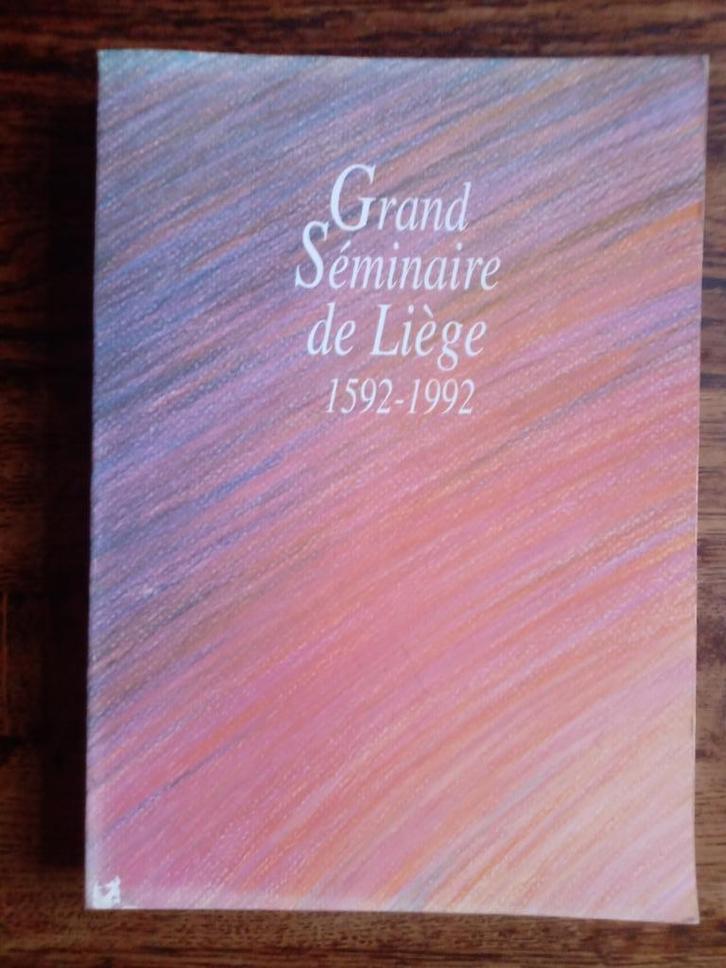 Grand
Séminaire
de Liège
1592-1992